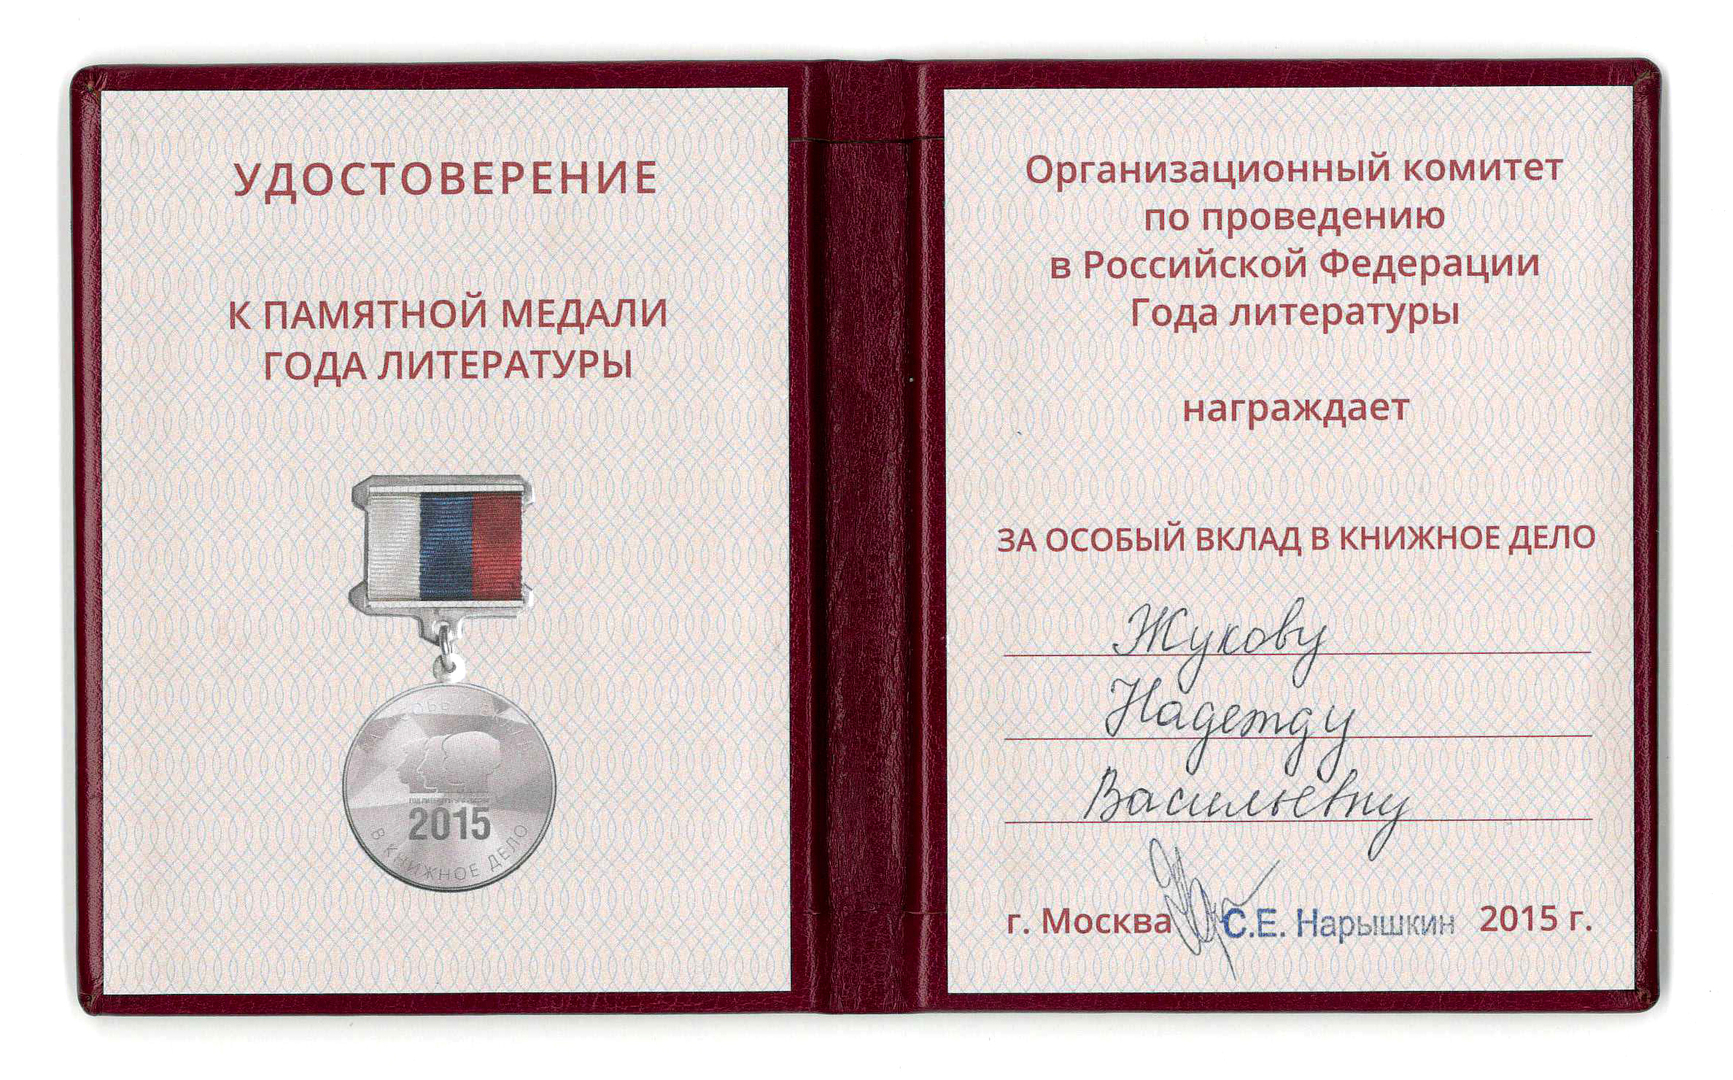 УДОСТОВЕРЕНИЕ
К ПАМЯТНОЙ МЕДАЛИ
ГОДА ЛИТЕРАТУРЫ
2015
В КНИЖНОЕ ДЕЛО
Организационный комитет
по проведению
в Российской Федерации
Года литературы
награждает
ЗА ОСОБЫЙ ВКЛАД В КНИЖНОЕ ДЕЛО
Жукову
Надежду
Васильевну
г. Москва С.Е. Нарышкин 2015 г.